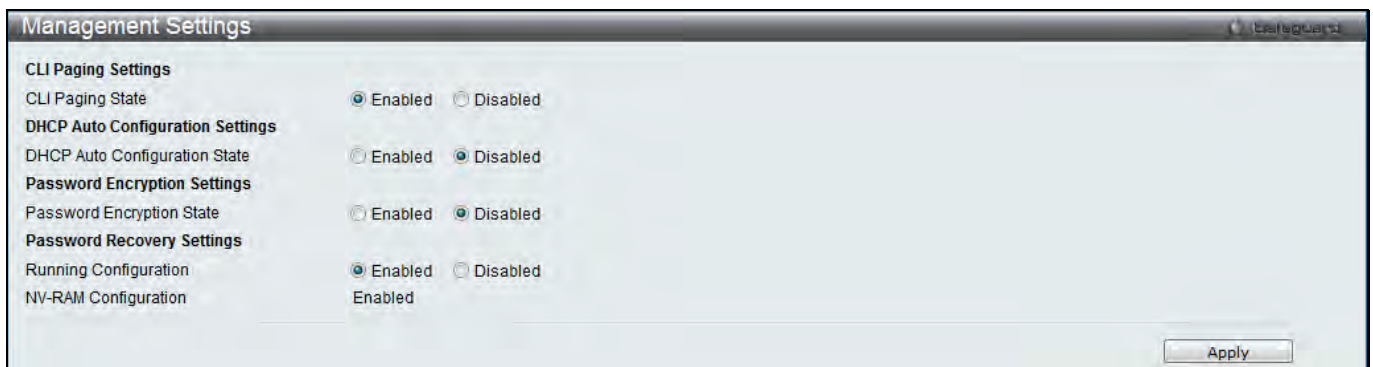 Management Settings
CLI Paging Settings
CLI Paging State Enabled Disabled
DHCP Auto Configuration Settings
DHCP Auto Configuration State Enabled Disabled
Password Encryption Settings
Password Encryption State Enabled Disabled
Password Recovery Settings
Running Configuration Enabled Disabled
NV-RAM Configuration Enabled
Apply